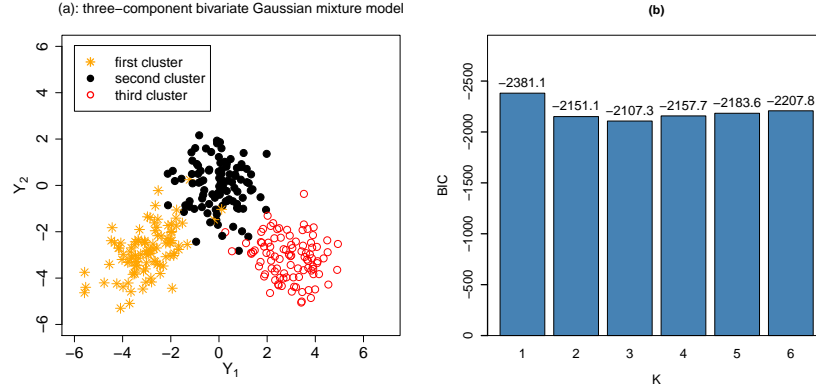 (a): three−component bivariate Gaussian mixture model
first cluster
second cluster
third cluster
Y2
6
4
2
0
−2
−4
−6
−6 −4 −2 0 2 4 6
Y1
(b)
BIC
−2500
−2000
−1500
−1000
−500
0
−2381.1 −2151.1 −2107.3 −2157.7 −2183.6 −2207.8
1 2 3 4 5 6
K